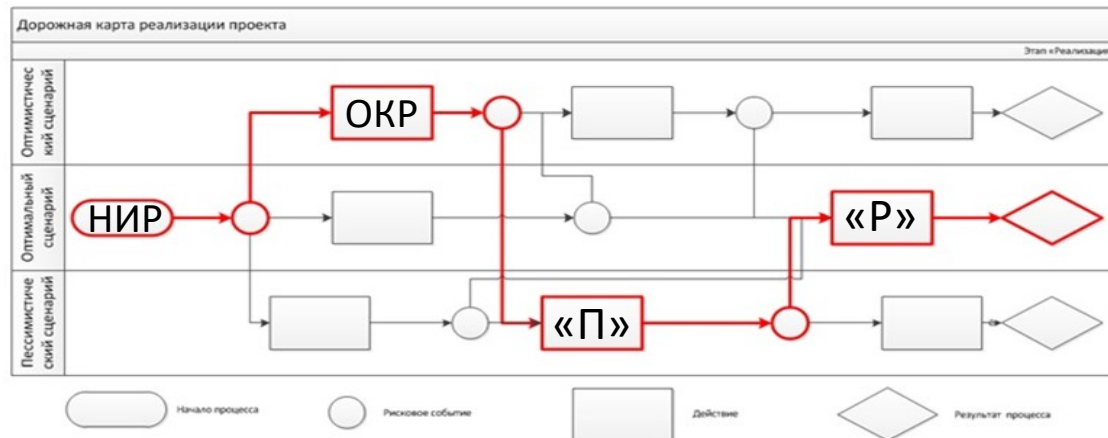 Дорожная карта реализации проекта
Этап «Реализация
Оптимистичес
кий сценарий
ОКР
Оптимальный
сценарий
НИР
«Р»
Пессимистиче
ский сценарий
«П»
Начало процесса
Рисковое событие
Действие
Результат процесса